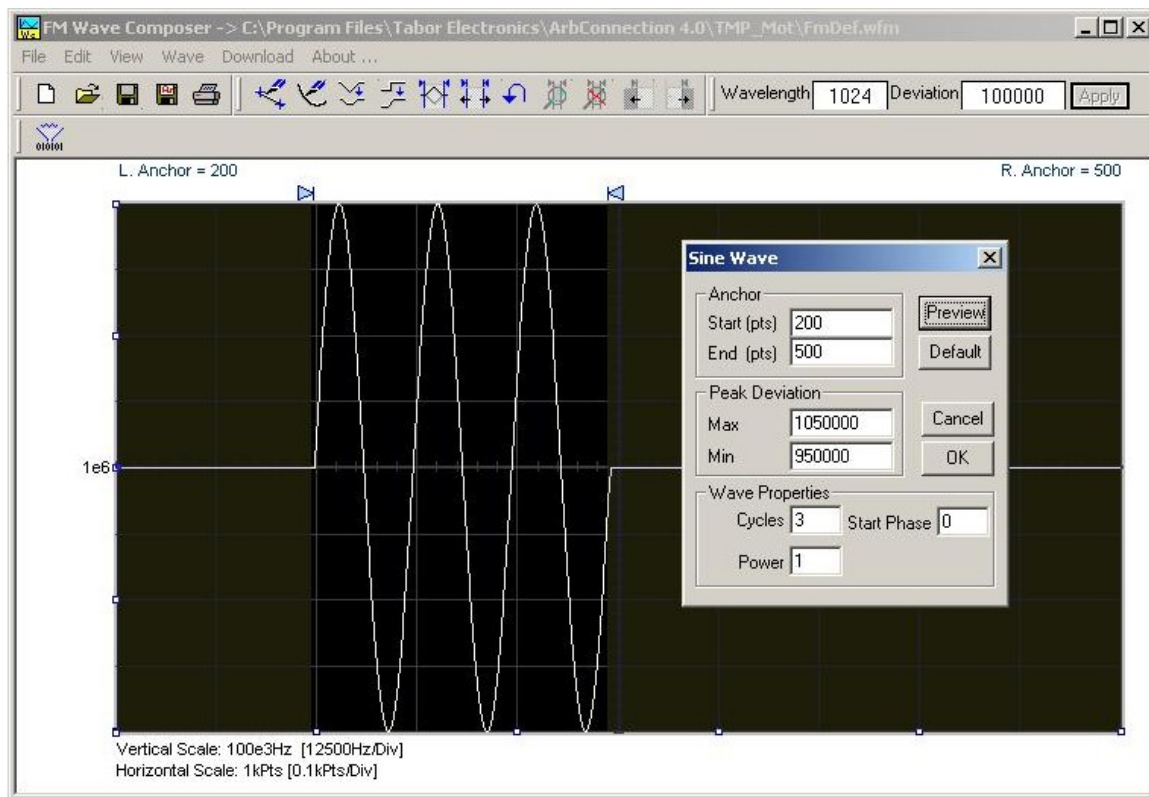 FM Wave Composer -> C:\Program Files\Tabor Electronics\ArbConnection 4.0\TMP_Mot\FmDef.wfm
File Edit View Wave Download About ...
Wavelength 1024 Deviation 100000 Apply
010101
L. Anchor = 200 R. Anchor = 500
Sine Wave
Anchor
Start (pts) 200
End (pts) 500
Preview
Default
Peak Deviation
Max 1050000
Min 950000
Cancel
OK
1e6
Wave Properties
Cycles 3 Start Phase 0
Power 1
Vertical Scale: 100e3Hz [12500Hz/Div]
Horizontal Scale: 1kPts [0.1kPts/Div]